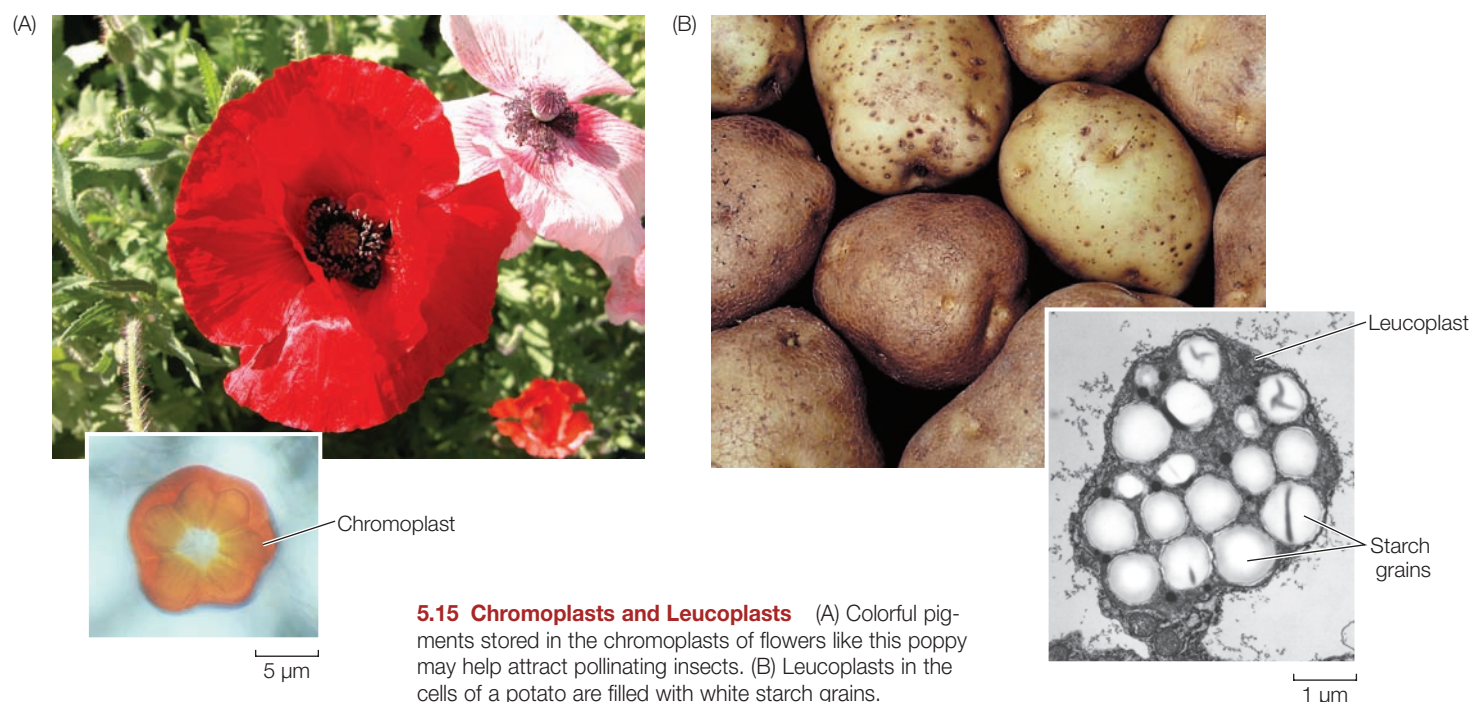 (A)
(B)
Leucoplast
Chromoplast
Starch
grains
5 µm
5.15 Chromoplasts and Leucoplasts (A) Colorful pig-
ments stored in the chromoplasts of flowers like this poppy
may help attract pollinating insects. (B) Leucoplasts in the
cells of a potato are filled with white starch grains.
1 µm